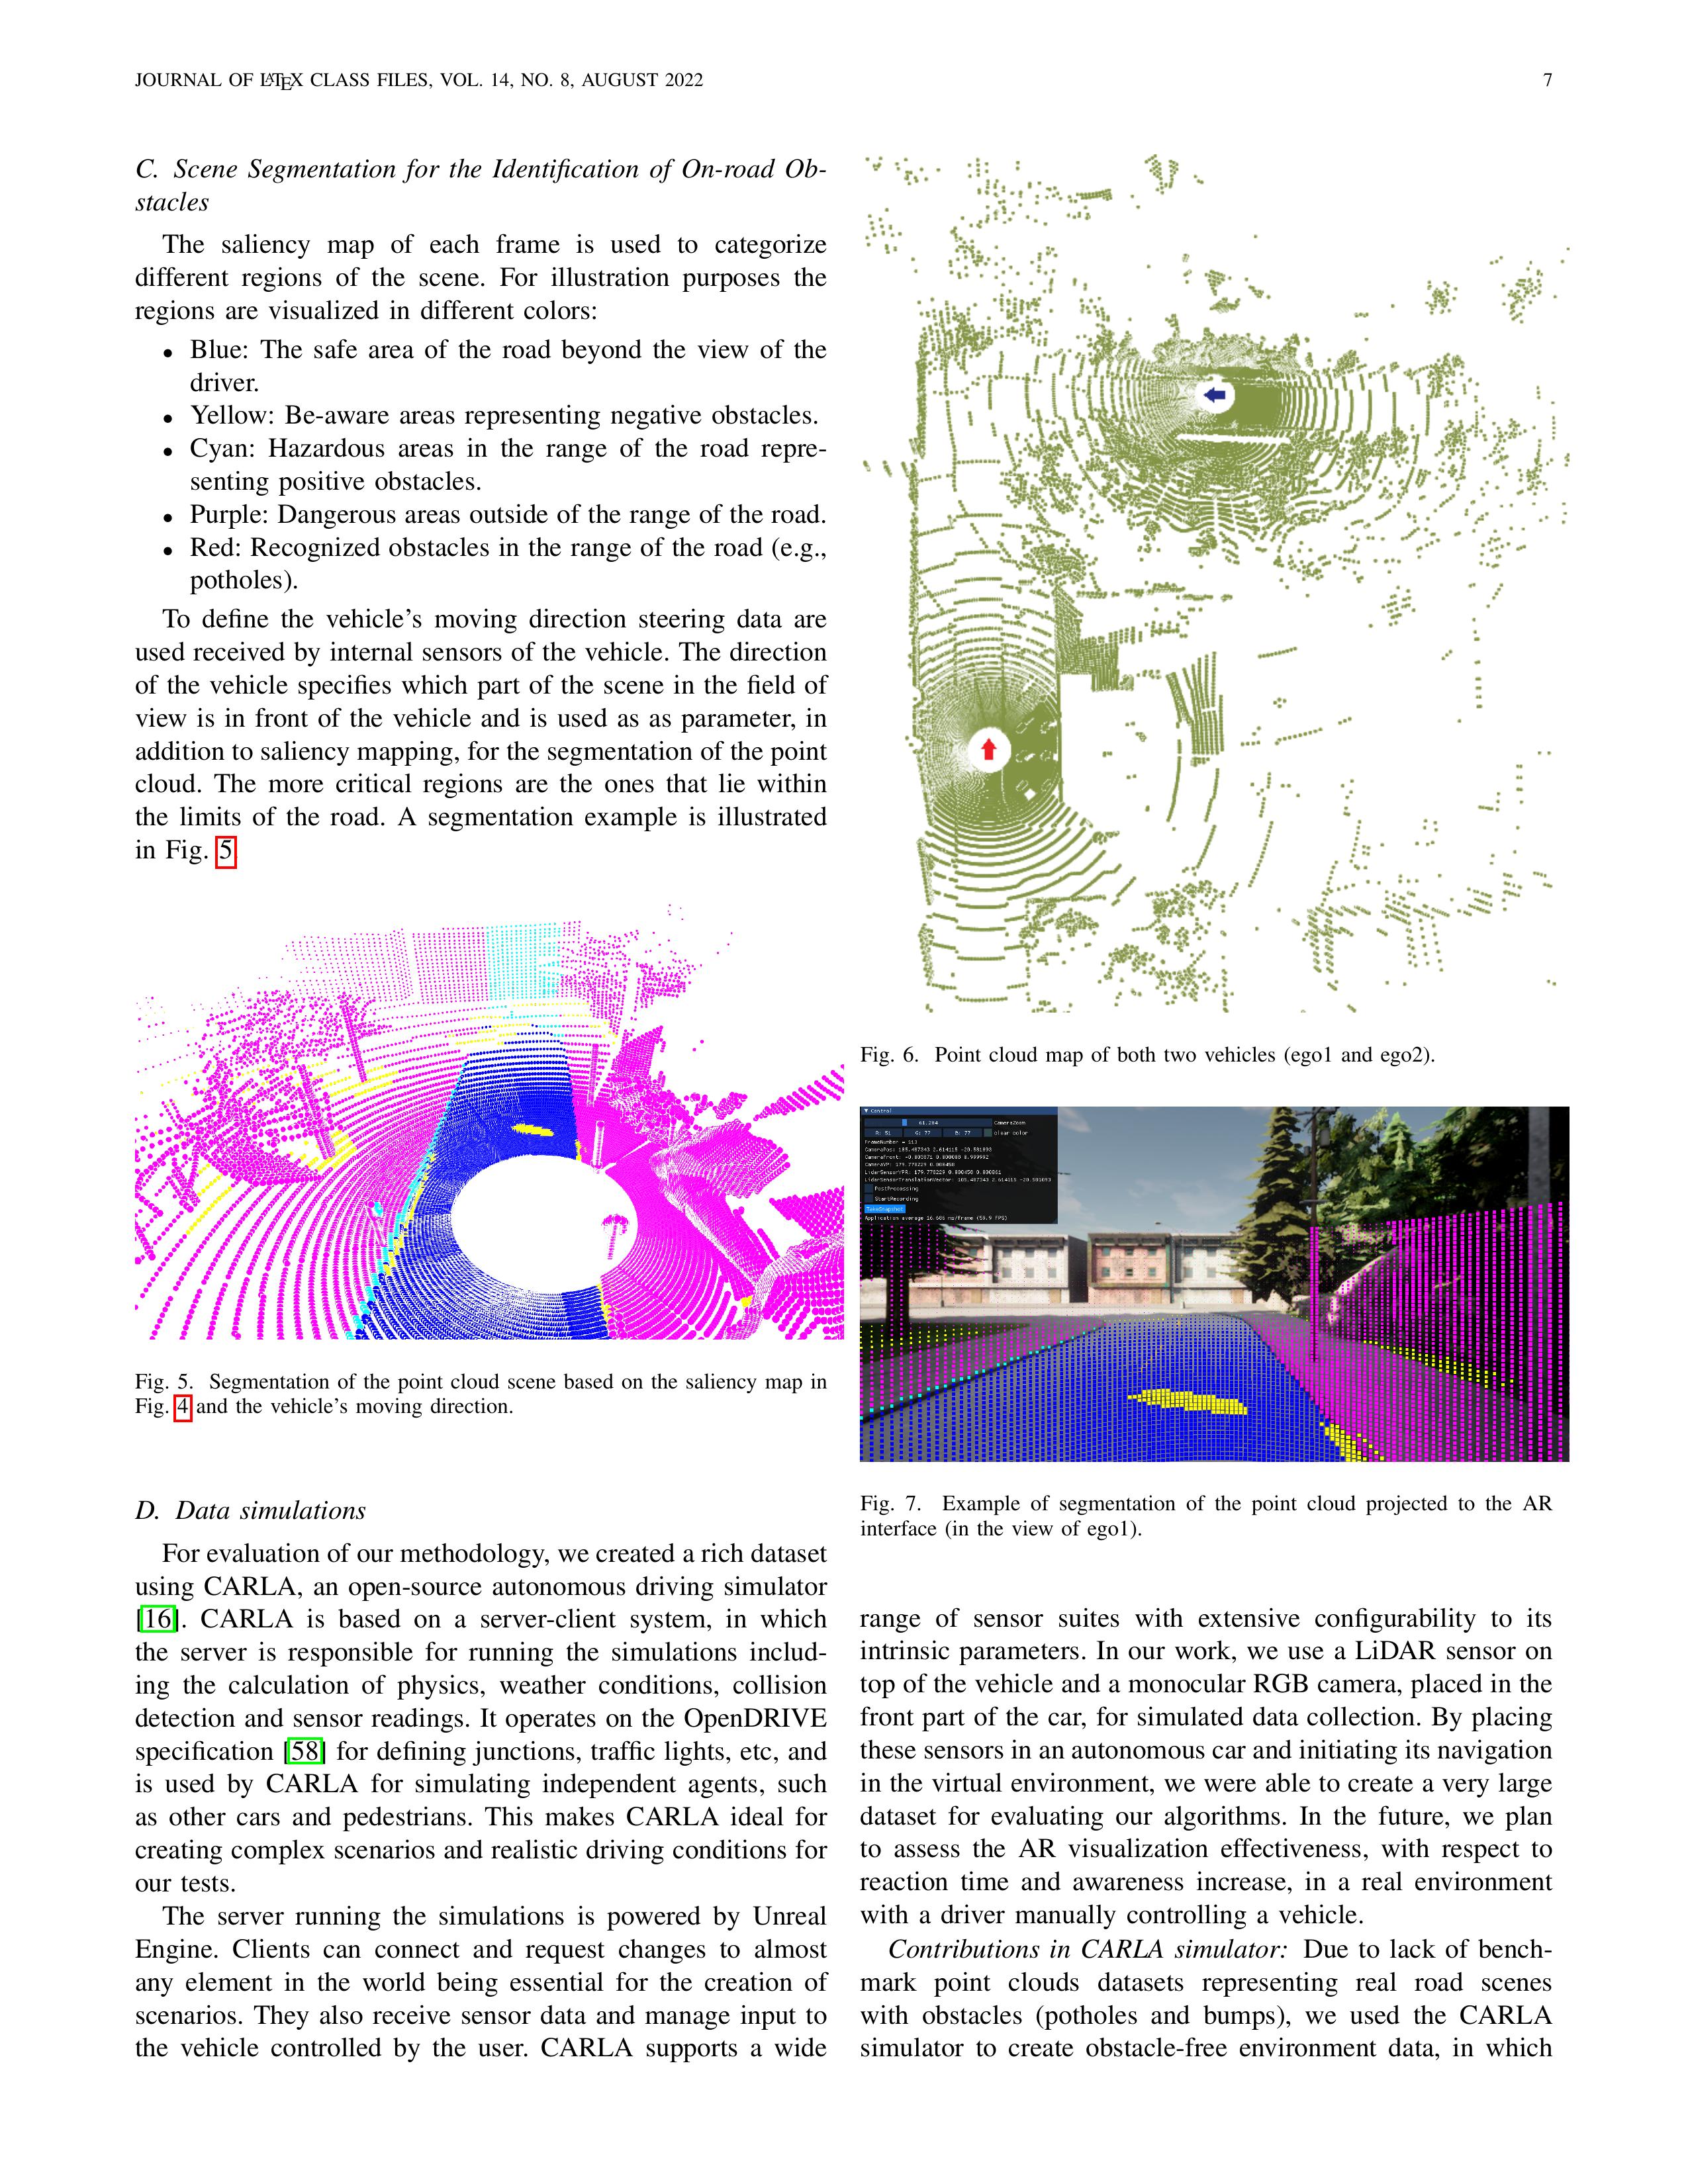 JOURNAL OF LATEX CLASS FILES, VOL. 14, NO. 8, AUGUST 2022
7
C. Scene Segmentation for the Identification of On-road Ob-
stacles
The saliency map of each frame is used to categorize
different regions of the scene. For illustration purposes the
regions are visualized in different colors:
• Blue: The safe area of the road beyond the view of the
driver.
• Yellow: Be-aware areas representing negative obstacles.
• Cyan: Hazardous areas in the range of the road repre-
senting positive obstacles.
• Purple: Dangerous areas outside of the range of the road.
• Red: Recognized obstacles in the range of the road (e.g.,
potholes).
To define the vehicle's moving direction steering data are
used received by internal sensors of the vehicle. The direction
of the vehicle specifies which part of the scene in the field of
view is in front of the vehicle and is used as as parameter, in
addition to saliency mapping, for the segmentation of the point
cloud. The more critical regions are the ones that lie within
the limits of the road. A segmentation example is illustrated
in Fig. 5
Fig. 5. Segmentation of the point cloud scene based on the saliency map in
Fig. 4 and the vehicle's moving direction.
D. Data simulations
For evaluation of our methodology, we created a rich dataset
using CARLA, an open-source autonomous driving simulator
[16]. CARLA is based on a server-client system, in which
the server is responsible for running the simulations includ-
ing the calculation of physics, weather conditions, collision
detection and sensor readings. It operates on the OpenDRIVE
specification [58] for defining junctions, traffic lights, etc, and
is used by CARLA for simulating independent agents, such
as other cars and pedestrians. This makes CARLA ideal for
creating complex scenarios and realistic driving conditions for
our tests.
The server running the simulations is powered by Unreal
Engine. Clients can connect and request changes to almost
any element in the world being essential for the creation of
scenarios. They also receive sensor data and manage input to
the vehicle controlled by the user. CARLA supports a wide
Fig. 6. Point cloud map of both two vehicles (ego1 and ego2).
Control
61.284 CameraZoom
R: 51 G: 77 B: 77 clear color
FrameNumber = 113
PostProcessing
StartRecording
TakeSnapshot
Fig. 7. Example of segmentation of the point cloud projected to the AR
interface (in the view of ego1).
range of sensor suites with extensive configurability to its
intrinsic parameters. In our work, we use a LiDAR sensor on
top of the vehicle and a monocular RGB camera, placed in the
front part of the car, for simulated data collection. By placing
these sensors in an autonomous car and initiating its navigation
in the virtual environment, we were able to create a very large
dataset for evaluating our algorithms. In the future, we plan
to assess the AR visualization effectiveness, with respect to
reaction time and awareness increase, in a real environment
with a driver manually controlling a vehicle.
Contributions in CARLA simulator: Due to lack of bench-
mark point clouds datasets representing real road scenes
with obstacles (potholes and bumps), we used the CARLA
simulator to create obstacle-free environment data, in which